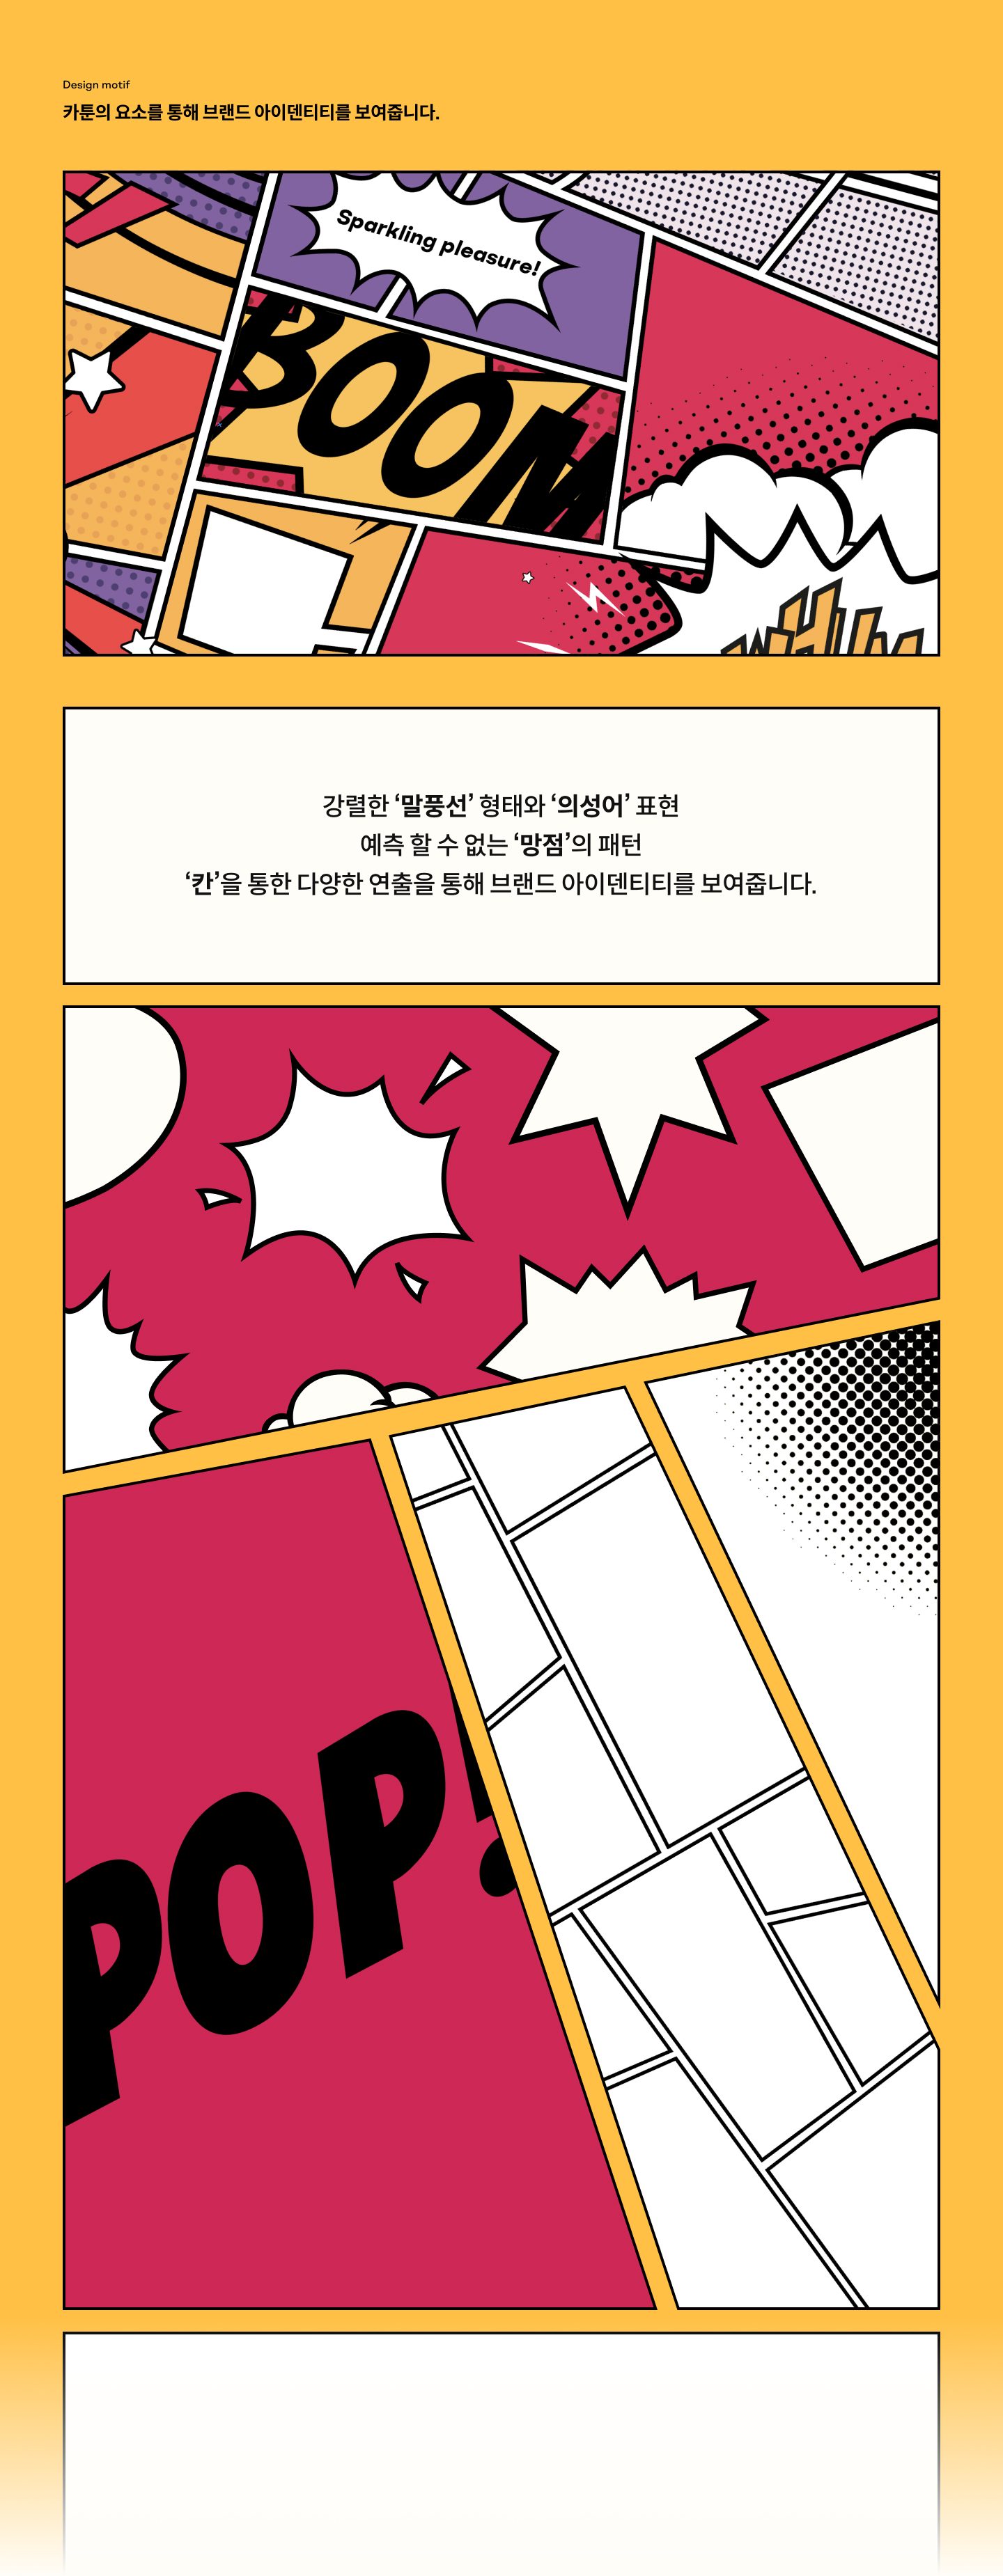 Design motif
카툰의 요소를 통해 브랜드 아이덴티티를 보여줍니다.
Sparkling pleasure!
BOOM
강렬한 ‘말풍선’ 형태와 ‘의성어’ 표현
예측 할 수 없는 ‘망점’의 패턴
‘칸’을 통한 다양한 연출을 통해 브랜드 아이덴티티를 보여줍니다.
POP!